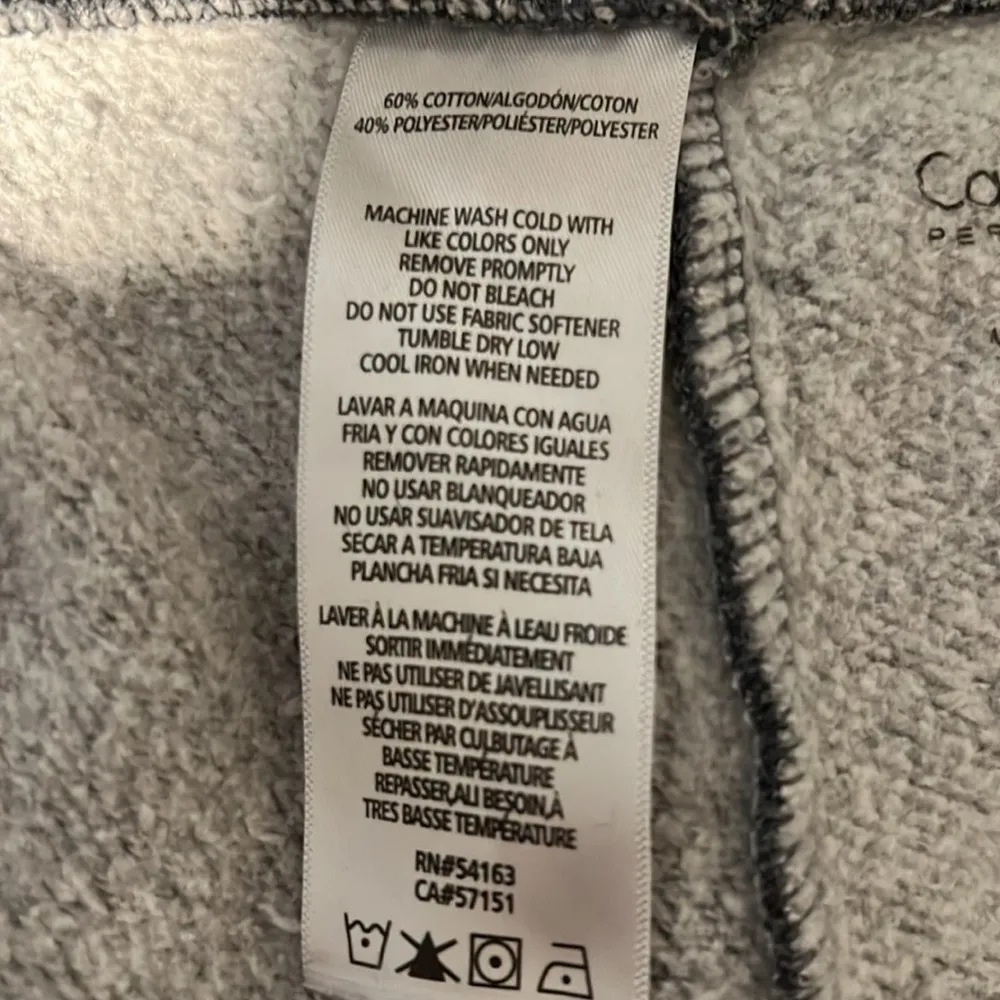 60% COTTON/ALGODÓN/COTON
40% POLYESTER/POLIÉSTER/POLYESTER
MACHINE WASH COLD WITH
LIKE COLORS ONLY
REMOVE PROMPTLY
DO NOT BLEACH
DO NOT USE FABRIC SOFTENER
TUMBLE DRY LOW
COOL IRON WHEN NEEDED
LAVAR A MAQUINA CON AGUA
FRIA Y CON COLORES IGUALES
REMOVER RAPIDAMENTE
NO USAR BLANQUEADOR
NO USAR SUAVISADOR DE TELA
SECAR A TEMPERATURA BAJA
PLANCHA FRIA SI NECESITA
LAVER À LA MACHINE À LEAU FROIDE
SORTIR IMMÉDIATEMENT
NE PAS UTILISER DE JAVELLISANT
NE PAS UTILISER D'ASSOUPLISSEUR
SÉCHER PAR CULBUTAGE À
BASSE TEMPÉRATURE
REPASSER,AU BESOIN,À
TRES BASSE TEMPÉRATURE
RN#54163
CA#57151